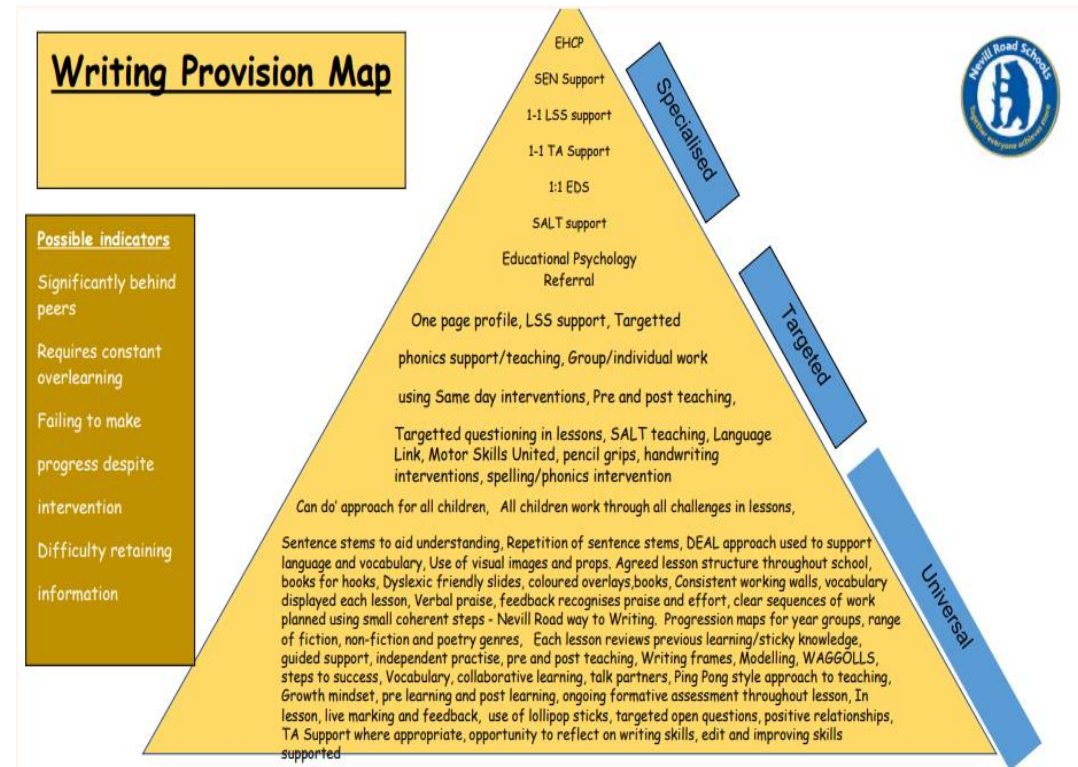 Writing Provision Map
Nevill Road Schools
Together everyone achieves more
EHCP
SEN Support
1-1 LSS support
1-1 TA Support
1:1 EDS
SALT support
Educational Psychology
Referral
Specialised
Possible indicators
Significantly behind
peers
Requires constant
overlearning
Failing to make
progress despite
intervention
Difficulty retaining
information
One page profile, LSS support, Targetted
phonics support/teaching, Group/individual work
using Same day interventions, Pre and post teaching,
Targetted questioning in lessons, SALT teaching, Language
Link, Motor Skills United, pencil grips, handwriting
interventions, spelling/phonics intervention
Targeted
Can do' approach for all children,   All children work through all challenges in lessons,
Sentence stems to aid understanding, Repetition of sentence stems, DEAL approach used to support
language and vocabulary, Use of visual images and props. Agreed lesson structure throughout school,
books for hooks, Dyslexic friendly slides, coloured overlays,books, Consistent working walls, vocabulary
displayed each lesson, Verbal praise, feedback recognises praise and effort, clear sequences of work
planned using small coherent steps - Nevill Road way to Writing.  Progression maps for year groups, range
of fiction, non-fiction and poetry genres,   Each lesson reviews previous learning/sticky knowledge,
guided support, independent practise, pre and post teaching, Writing frames, Modelling, WAGGOLLS,
steps to success, Vocabulary, collaborative learning, talk partners, Ping Pong style approach to teaching,
Growth mindset, pre learning and post learning, ongoing formative assessment throughout lesson, In
lesson, live marking and feedback,  use of lollipop sticks, targeted open questions, positive relationships,
TA Support where appropriate, opportunity to reflect on writing skills, edit and improving skills
supported
Universal